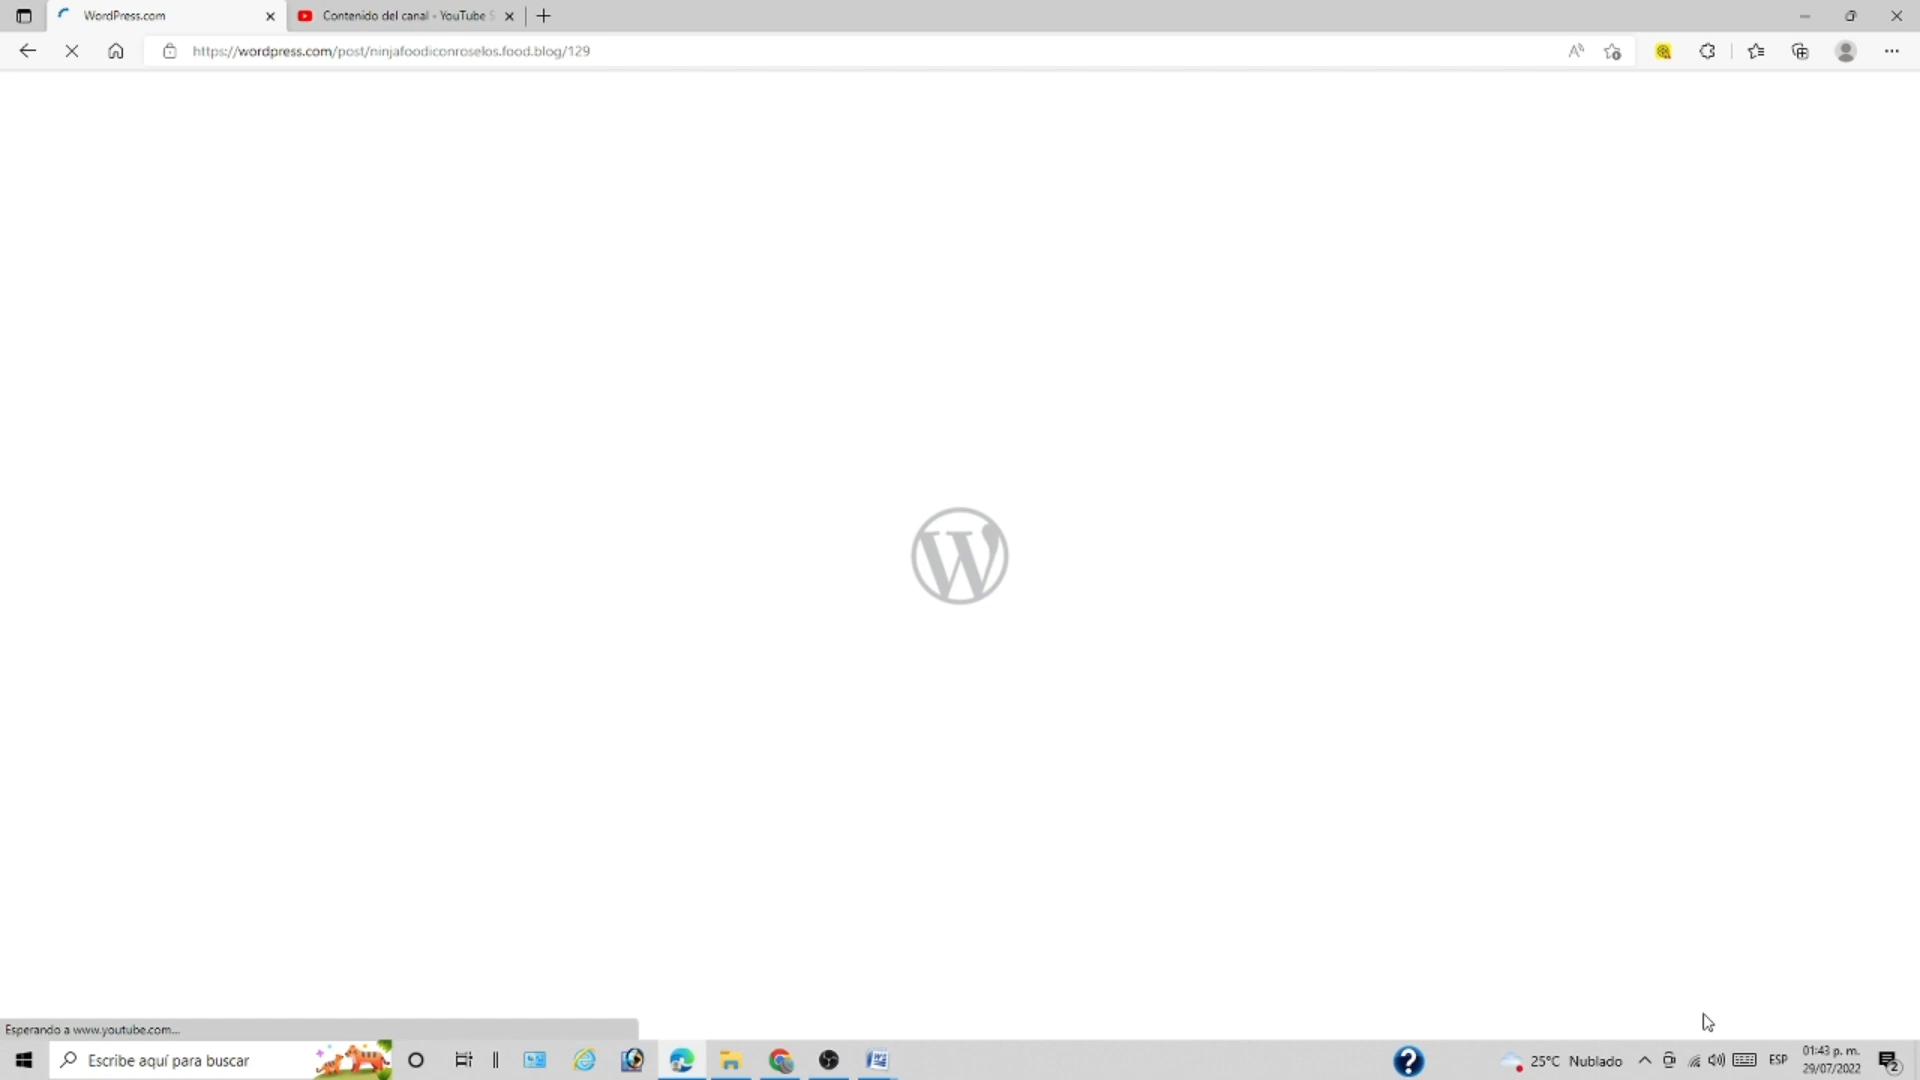 WordPress.com
Contenido del canal - YouTube S
https://wordpress.com/post/ninjafoodiconroselos.food.blog/129
Esperando a www.youtube.com...
Escribe aquí para buscar
25°C Nublado
ESP
01:43 p. m.
29/07/2022
2